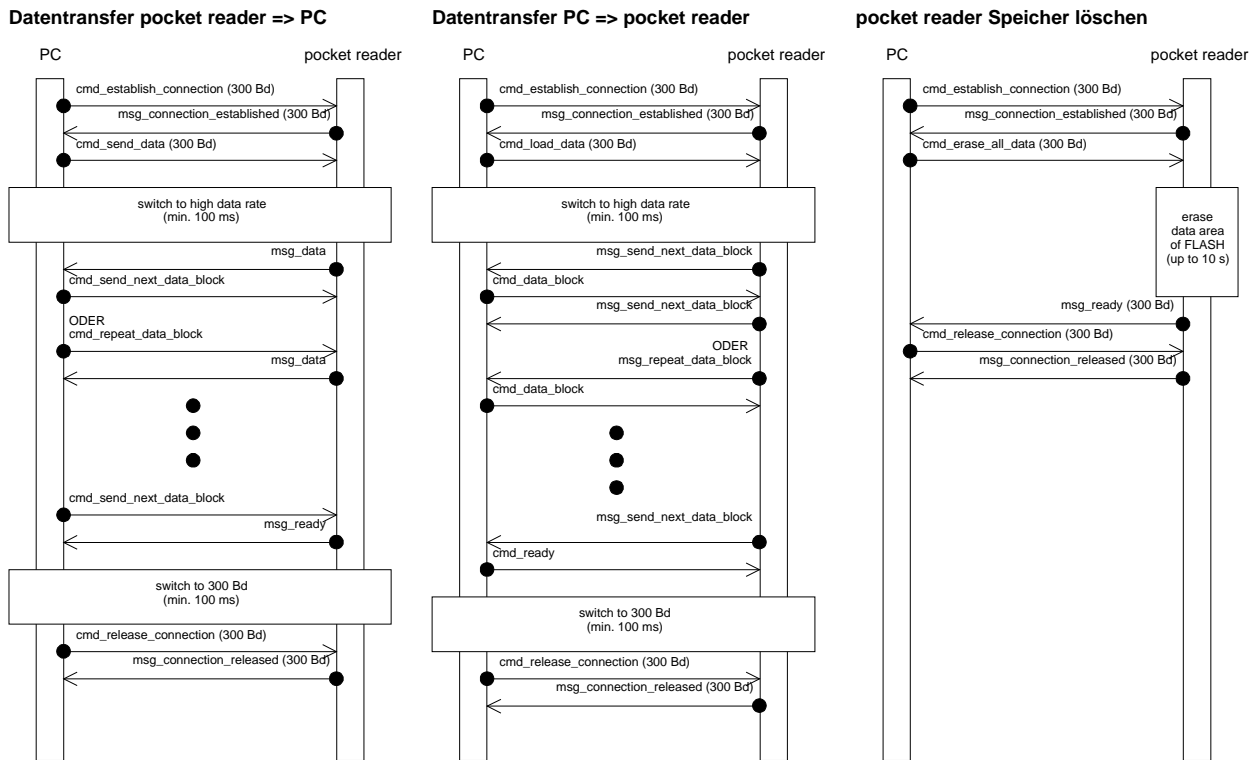 Datentransfer pocket reader => PC
PC
pocket reader
cmd_establish_connection (300 Bd)
msg_connection_established (300 Bd)
cmd_send_data (300 Bd)
switch to high data rate
(min. 100 ms)
msg_data
cmd_send_next_data_block
ODER
cmd_repeat_data_block
msg_data
cmd_send_next_data_block
msg_ready
switch to 300 Bd
(min. 100 ms)
cmd_release_connection (300 Bd)
msg_connection_released (300 Bd)
Datentransfer PC => pocket reader
PC
pocket reader
cmd_establish_connection (300 Bd)
msg_connection_established (300 Bd)
cmd_load_data (300 Bd)
switch to high data rate
(min. 100 ms)
msg_send_next_data_block
cmd_data_block
msg_send_next_data_block
ODER
msg_repeat_data_block
cmd_data_block
msg_send_next_data_block
cmd_ready
switch to 300 Bd
(min. 100 ms)
cmd_release_connection (300 Bd)
msg_connection_released (300 Bd)
pocket reader Speicher löschen
PC
pocket reader
cmd_establish_connection (300 Bd)
msg_connection_established (300 Bd)
cmd_erase_all_data (300 Bd)
erase
data area
of FLASH
(up to 10 s)
msg_ready (300 Bd)
cmd_release_connection (300 Bd)
msg_connection_released (300 Bd)